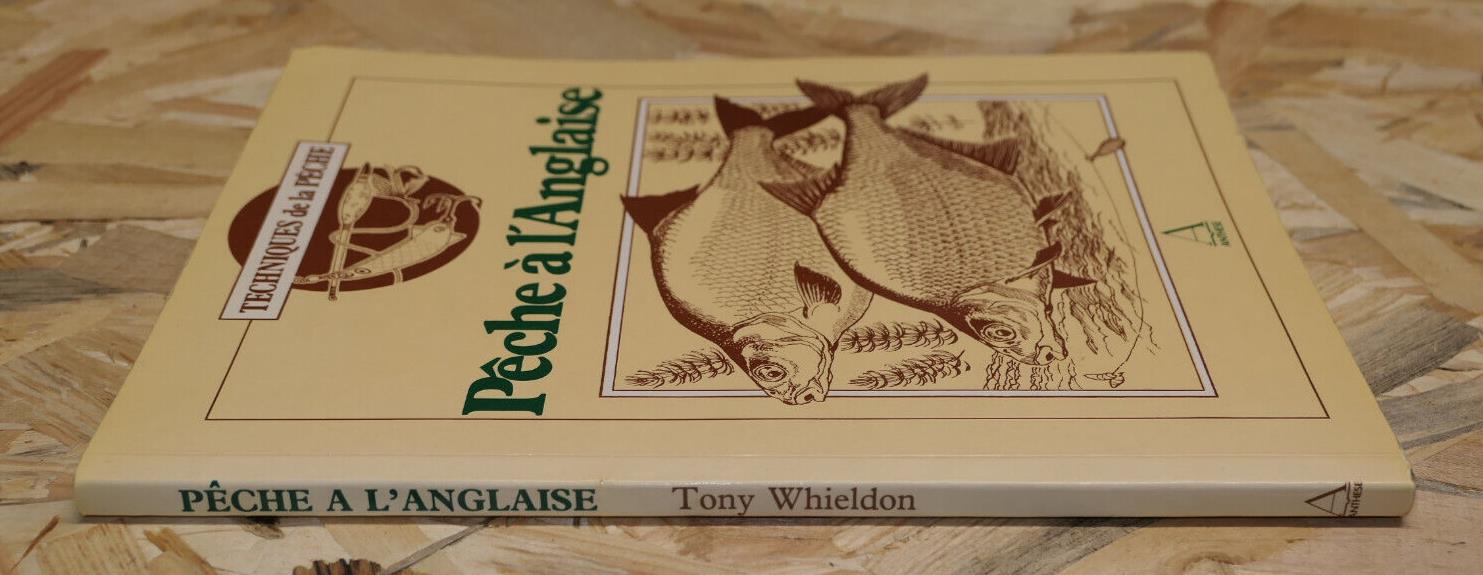 TECHNIQUES de la PÊCHE
Pêche à l'Anglaise
ANTHESE
PÊCHE A L'ANGLAISE
Tony Whieldon
ANTHESE